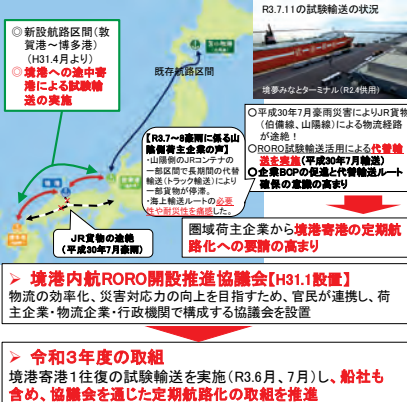 R3.7.11の試験輸送の状況
◎新設航路区間(敦
賀港~博多港)
(H31.4月より)
◎境港への途中寄
港による試験輸
送の実施
既存航路区間
境夢みなとターミナル(R2.4供用)
【R3.7~8豪雨に係る山
陰側荷主企業の声】
・山陽側のJRコンテナの
一部区間で長期間の代替
輸送(トラック輸送)により
一部貨物が停滞。
・海上輸送ルートの必要
性や耐災性を痛感した。
JR貨物の途絶
(平成30年7月豪雨)
○平成30年7月豪雨災害によりJR貨物
(伯備線、山陽線)による物流経路
が途絶!
○RORO試験輸送活用による代替輸
送を実施(平成30年7月輸送)
○企業BCPの促進と代替輸送ルート
確保の意識の高まり
圏域荷主企業から境港寄港の定期航
路化への要請の高まり
➢ 境港内航RORO開設推進協議会【H31.1設置】
物流の効率化、災害対応力の向上を目指すため、官民が連携し、荷
主企業・物流企業・行政機関で構成する協議会を設置
➢ 令和3年度の取組
境港寄港1往復の試験輸送を実施(R3.6月、7月)し、船社も
含め、協議会を通じた定期航路化の取組を推進